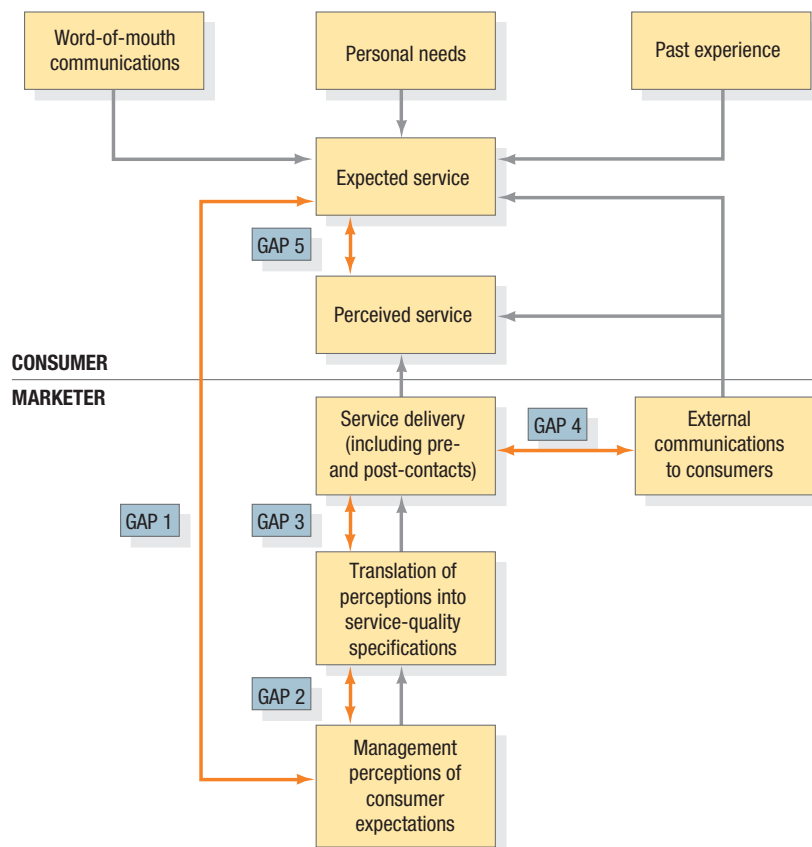 Word-of-mouth
communications
Personal needs
Past experience
Expected service
GAP 5
Perceived service
CONSUMER
MARKETER
Service delivery
(including pre-
and post-contacts)
GAP 4
External
communications
to consumers
GAP 1
GAP 3
Translation of
perceptions into
service-quality
specifications
GAP 2
Management
perceptions of
consumer
expectations